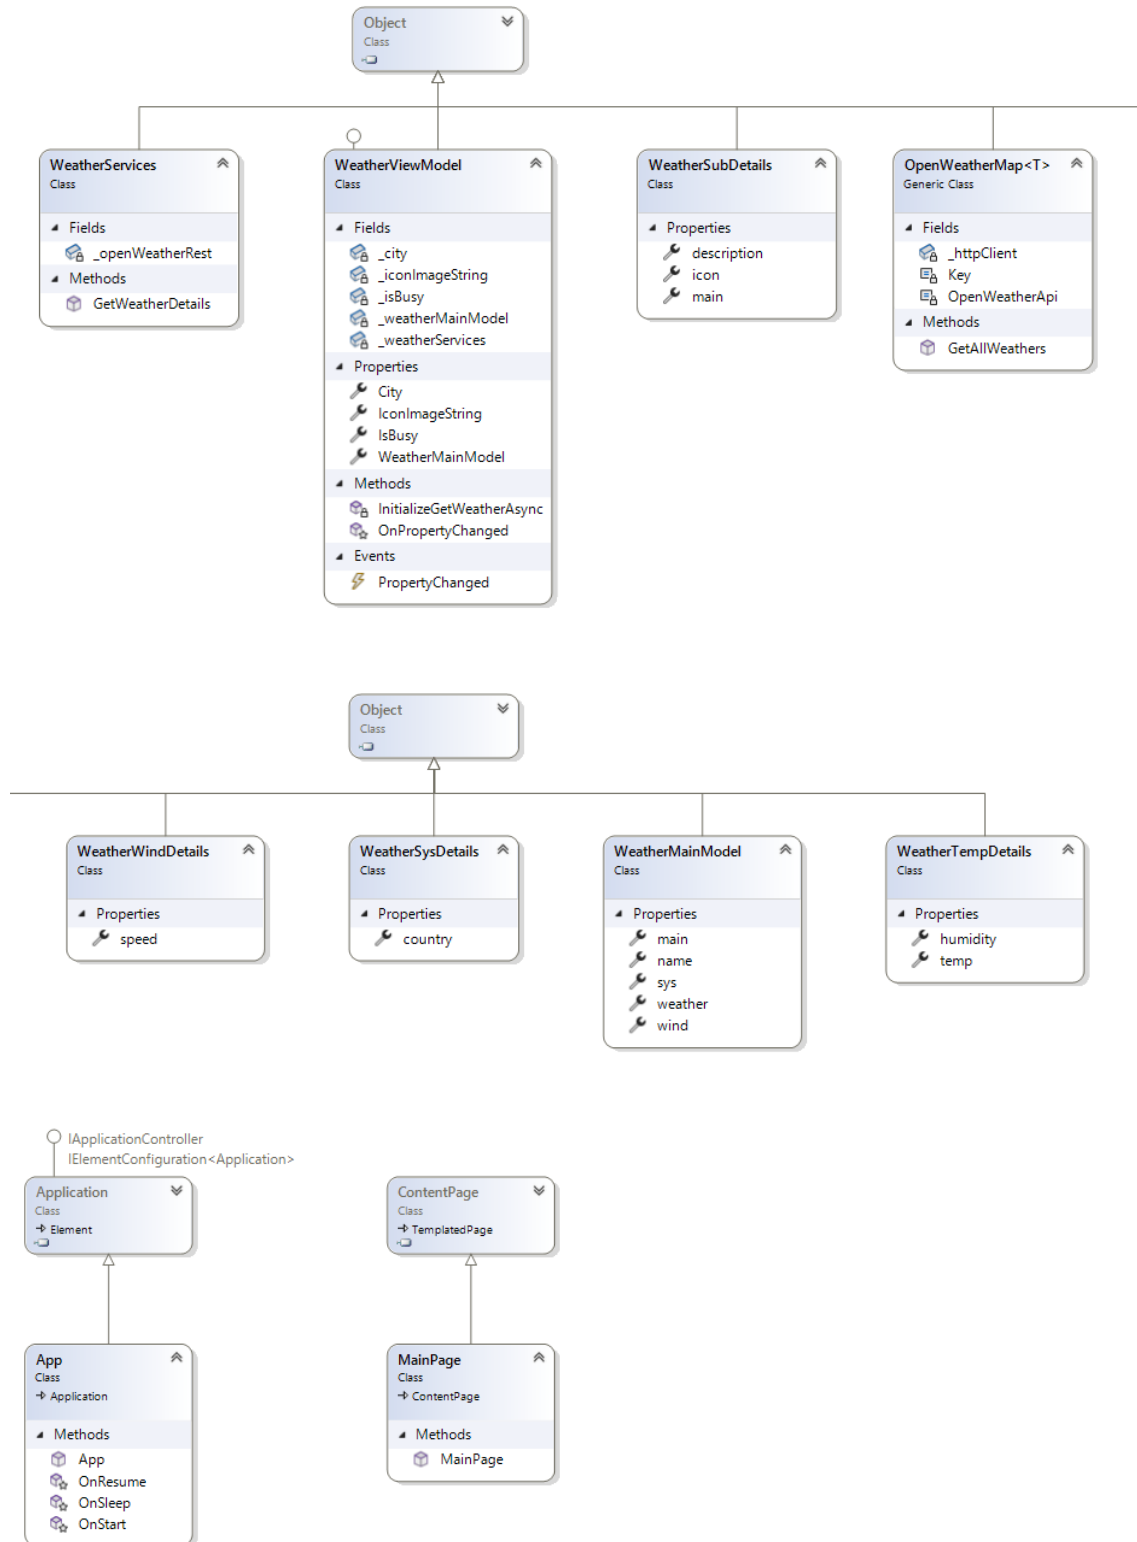 Object
Class
WeatherServices
Class
Fields
_openWeatherRest
Methods
GetWeatherDetails
WeatherViewModel
Class
Fields
_city
_iconImageString
_isBusy
_weatherMainModel
_weatherServices
Properties
City
IconImageString
IsBusy
WeatherMainModel
Methods
InitializeGetWeatherAsync
OnPropertyChanged
Events
PropertyChanged
WeatherSubDetails
Class
Properties
description
icon
main
OpenWeatherMap<T>
Generic Class
Fields
_httpClient
Key
OpenWeatherApi
Methods
GetAllWeathers
Object
Class
WeatherWindDetails
Class
Properties
speed
WeatherSysDetails
Class
Properties
country
WeatherMainModel
Class
Properties
main
name
sys
weather
wind
WeatherTempDetails
Class
Properties
humidity
temp
IApplicationController
IElementConfiguration<Application>
Application
Class
Element
ContentPage
Class
TemplatedPage
App
Class
Application
Methods
App
OnResume
OnSleep
OnStart
MainPage
Class
ContentPage
Methods
MainPage